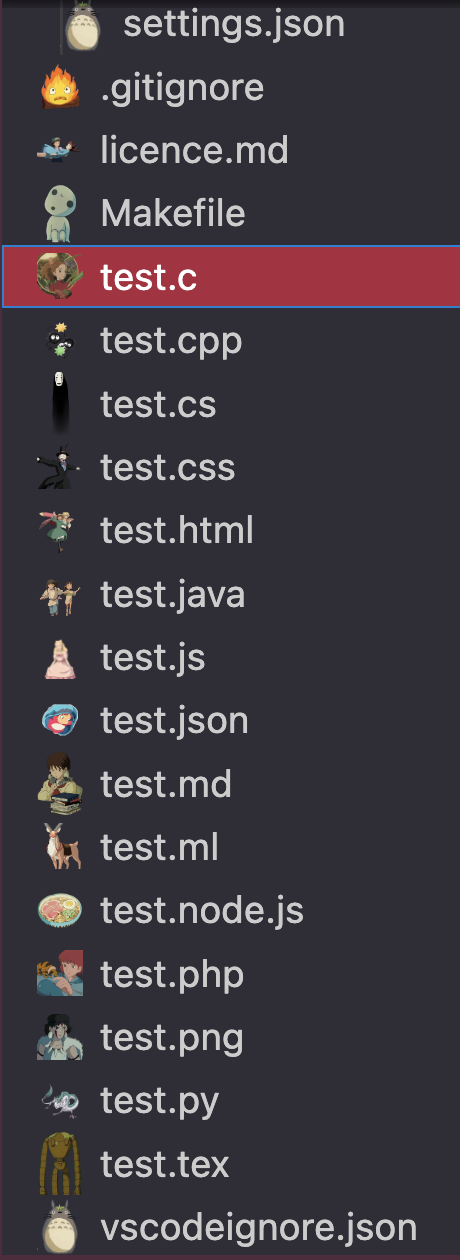 settings.json
.gitignore
licence.md
Makefile
test.c
test.cpp
test.cs
test.css
test.html
test.java
test.js
test.json
test.md
test.ml
test.node.js
test.php
test.png
test.py
test.tex
vscodeignore.json